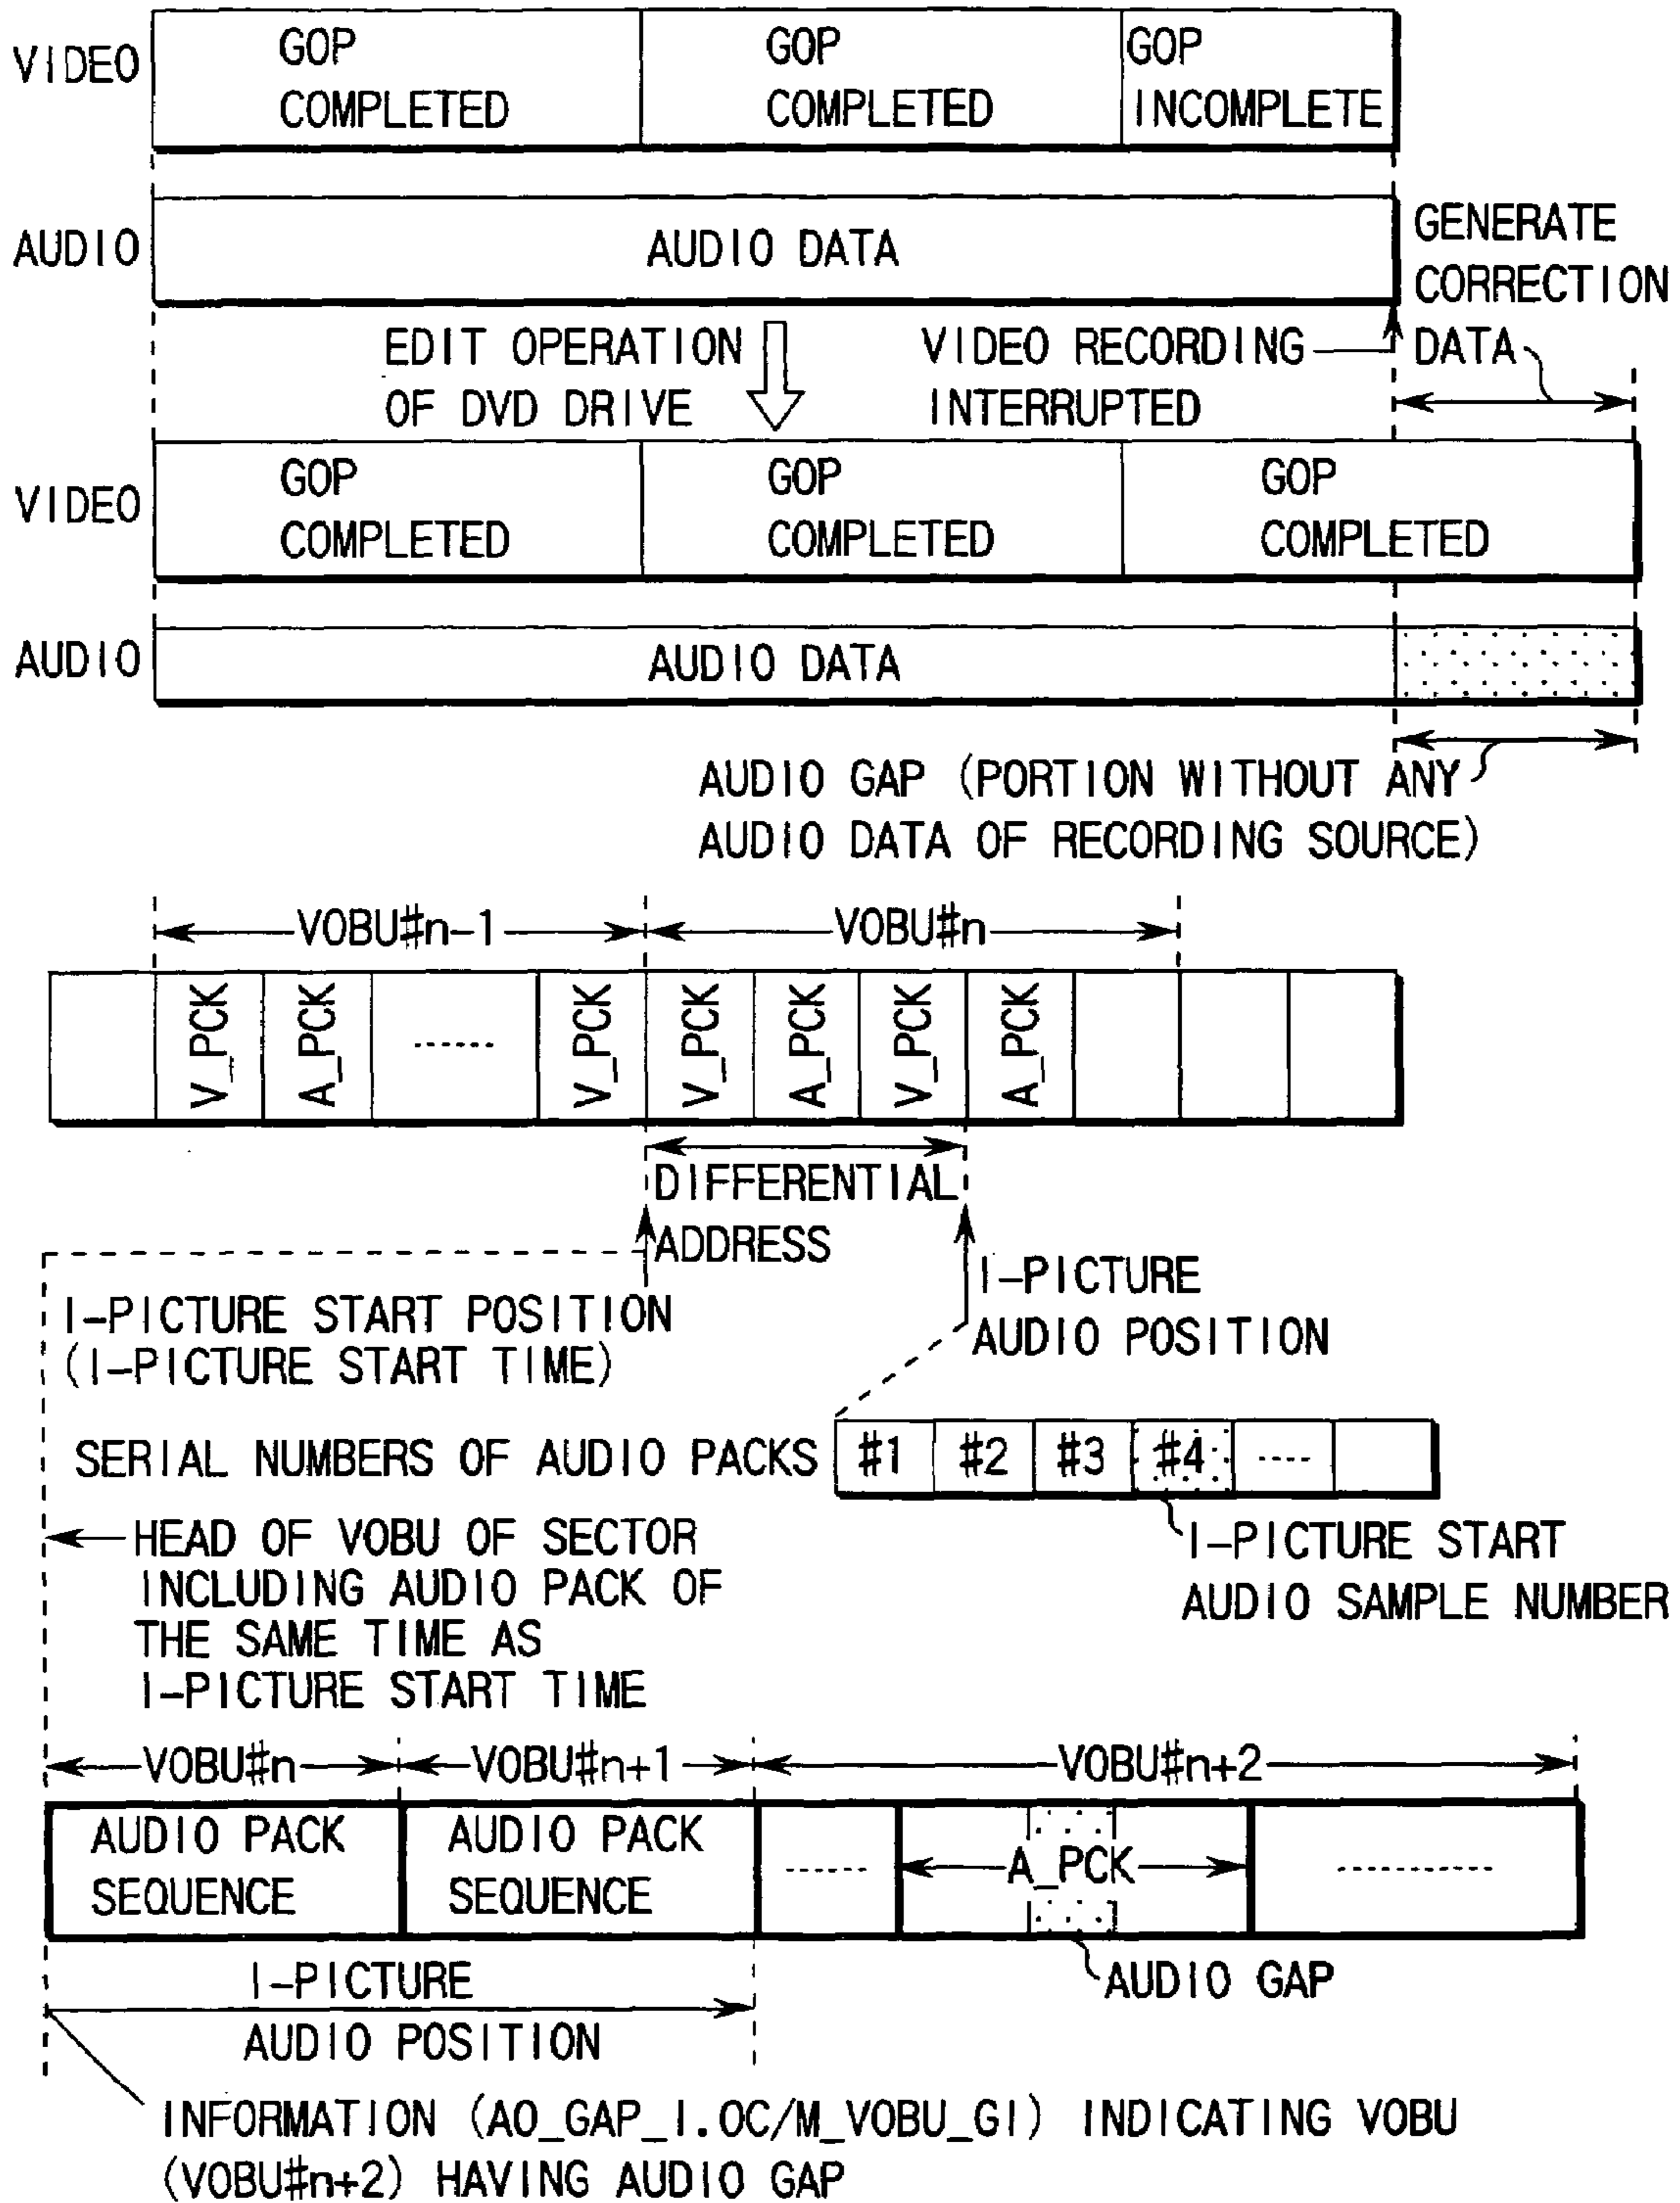 VIDEO
GOP
COMPLETED
GOP
COMPLETED
GOP
INCOMPLETE
AUDIO
AUDIO DATA
GENERATE
CORRECTION
DATA
EDIT OPERATION
OF DVD DRIVE
VIDEO RECORDING
INTERRUPTED
VIDEO
GOP
COMPLETED
GOP
COMPLETED
GOP
COMPLETED
AUDIO
AUDIO DATA
AUDIO GAP (PORTION WITHOUT ANY
AUDIO DATA OF RECORDING SOURCE)
VOBU#n-1
VOBU#n
V_PCK
A_PCK
V_PCK
V_PCK
A_PCK
V_PCK
A_PCK
DIFFERENTIAL
ADDRESS
I-PICTURE START POSITION
(I-PICTURE START TIME)
I-PICTURE
AUDIO POSITION
SERIAL NUMBERS OF AUDIO PACKS
#1
#2
#3
#4
I-PICTURE START
AUDIO SAMPLE NUMBER
HEAD OF VOBU OF SECTOR
INCLUDING AUDIO PACK OF
THE SAME TIME AS
I-PICTURE START TIME
VOBU#n
VOBU#n+1
VOBU#n+2
AUDIO PACK
SEQUENCE
AUDIO PACK
SEQUENCE
A_PCK
AUDIO GAP
I-PICTURE
AUDIO POSITION
INFORMATION (A0_GAP_I.OC/M_VOBU_GI) INDICATING VOBU
(VOBU#n+2) HAVING AUDIO GAP